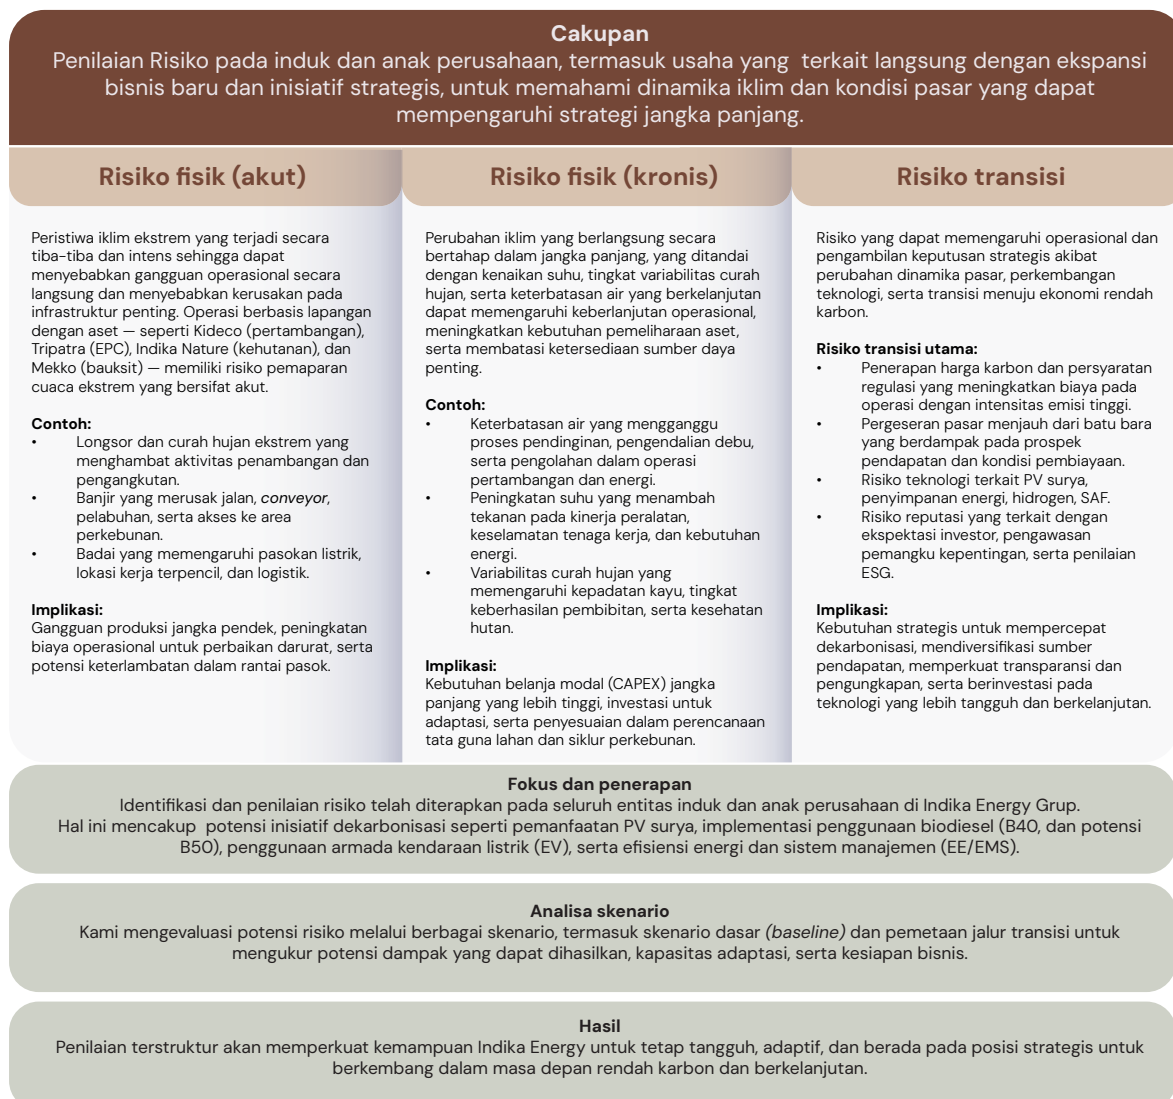 Cakupan
Penilaian Risiko pada induk dan anak perusahaan, termasuk usaha yang  terkait langsung dengan ekspansi
bisnis baru dan inisiatif strategis, untuk memahami dinamika iklim dan kondisi pasar yang dapat
mempengaruhi strategi jangka panjang.
Risiko fisik (akut)
Peristiwa iklim ekstrem yang terjadi secara
tiba-tiba dan intens sehingga dapat
menyebabkan gangguan operasional secara
langsung dan menyebabkan kerusakan pada
infrastruktur penting. Operasi berbasis lapangan
dengan aset — seperti Kideco (pertambangan),
Tripatra (EPC), Indika Nature (kehutanan), dan
Mekko (bauksit) — memiliki risiko pemaparan
cuaca ekstrem yang bersifat akut.
Contoh:
• Longsor dan curah hujan ekstrem yang
menghambat aktivitas penambangan dan
pengangkutan.
• Banjir yang merusak jalan, conveyor,
pelabuhan, serta akses ke area
perkebunan.
• Badai yang memengaruhi pasokan listrik,
lokasi kerja terpencil, dan logistik.
Implikasi:
Gangguan produksi jangka pendek, peningkatan
biaya operasional untuk perbaikan darurat, serta
potensi keterlambatan dalam rantai pasok.
Risiko fisik (kronis)
Perubahan iklim yang berlangsung secara
bertahap dalam jangka panjang, yang ditandai
dengan kenaikan suhu, tingkat variabilitas curah
hujan, serta keterbatasan air yang berkelanjutan
dapat memengaruhi keberlanjutan operasional,
meningkatkan kebutuhan pemeliharaan aset,
serta membatasi ketersediaan sumber daya
penting.
Contoh:
• Keterbatasan air yang mengganggu
proses pendinginan, pengendalian debu,
serta pengolahan dalam operasi
pertambangan dan energi.
• Peningkatan suhu yang menambah
tekanan pada kinerja peralatan,
keselamatan tenaga kerja, dan kebutuhan
energi.
• Variabilitas curah hujan yang
memengaruhi kepadatan kayu, tingkat
keberhasilan pembibitan, serta kesehatan
hutan.
Implikasi:
Kebutuhan belanja modal (CAPEX) jangka
panjang yang lebih tinggi, investasi untuk
adaptasi, serta penyesuaian dalam perencanaan
tata guna lahan dan siklur perkebunan.
Risiko transisi
Risiko yang dapat memengaruhi operasional dan
pengambilan keputusan strategis akibat
perubahan dinamika pasar, perkembangan
teknologi, serta transisi menuju ekonomi rendah
karbon.
Risiko transisi utama:
• Penerapan harga karbon dan persyaratan
regulasi yang meningkatkan biaya pada
operasi dengan intensitas emisi tinggi.
• Pergeseran pasar menjauh dari batu bara
yang berdampak pada prospek
pendapatan dan kondisi pembiayaan.
• Risiko teknologi terkait PV surya,
penyimpanan energi, hidrogen, SAF.
• Risiko reputasi yang terkait dengan
ekspektasi investor, pengawasan
pemangku kepentingan, serta penilaian
ESG.
Implikasi:
Kebutuhan strategis untuk mempercepat
dekarbonisasi, mendiversifikasi sumber
pendapatan, memperkuat transparansi dan
pengungkapan, serta berinvestasi pada
teknologi yang lebih tangguh dan berkelanjutan.
Fokus dan penerapan
Identifikasi dan penilaian risiko telah diterapkan pada seluruh entitas induk dan anak perusahaan di Indika Energy Grup.
Hal ini mencakup  potensi inisiatif dekarbonisasi seperti pemanfaatan PV surya, implementasi penggunaan biodiesel (B40, dan potensi
B50), penggunaan armada kendaraan listrik (EV), serta efisiensi energi dan sistem manajemen (EE/EMS).
Analisa skenario
Kami mengevaluasi potensi risiko melalui berbagai skenario, termasuk skenario dasar (baseline) dan pemetaan jalur transisi untuk
mengukur potensi dampak yang dapat dihasilkan, kapasitas adaptasi, serta kesiapan bisnis.
Hasil
Penilaian terstruktur akan memperkuat kemampuan Indika Energy untuk tetap tangguh, adaptif, dan berada pada posisi strategis untuk
berkembang dalam masa depan rendah karbon dan berkelanjutan.